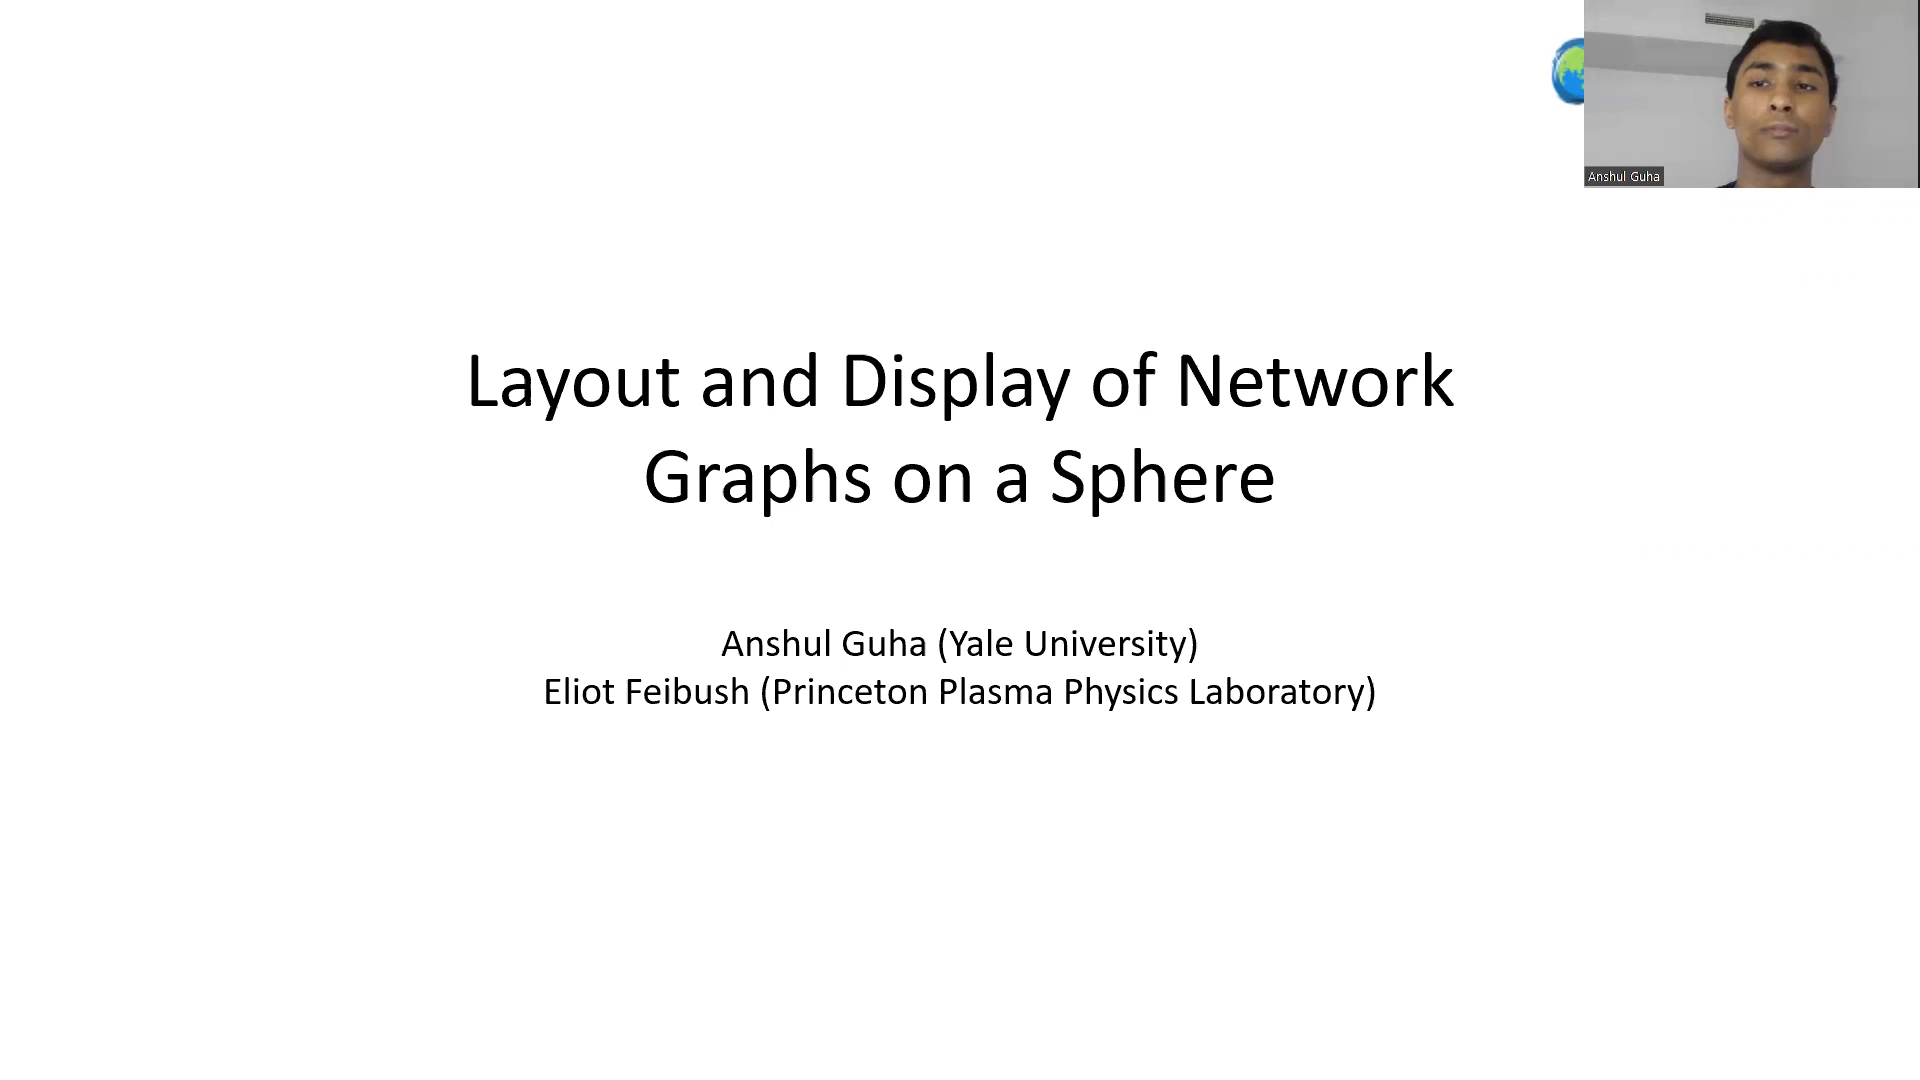 Anshul Guha
Layout and Display of Network
Graphs on a Sphere
Anshul Guha (Yale University)
Eliot Feibush (Princeton Plasma Physics Laboratory)